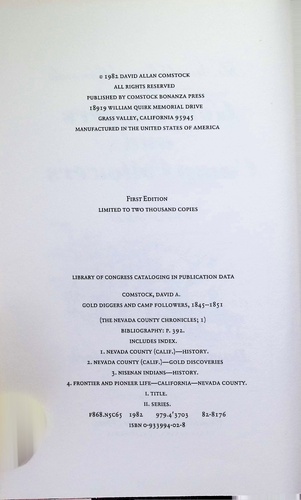 © 1982 DAVID ALLAN COMSTOCK
ALL RIGHTS RESERVED
PUBLISHED BY COMSTOCK BONANZA PRESS
18919 WILLIAM QUIRK MEMORIAL DRIVE
GRASS VALLEY, CALIFORNIA 95945
MANUFACTURED IN THE UNITED STATES OF AMERICA
FIRST EDITION
LIMITED TO TWO THOUSAND COPIES
LIBRARY OF CONGRESS CATALOGING IN PUBLICATION DATA
COMSTOCK, DAVID A.
GOLD DIGGERS AND CAMP FOLLOWERS, 1845–1851
(THE NEVADA COUNTY CHRONICLES; 1)
BIBLIOGRAPHY: P. 392.
INCLUDES INDEX.
1. NEVADA COUNTY (CALIF.)—HISTORY.
2. NEVADA COUNTY (CALIF.)—GOLD DISCOVERIES
3. NISENAN INDIANS—HISTORY.
4. FRONTIER AND PIONEER LIFE—CALIFORNIA—NEVADA COUNTY.
I. TITLE.
II. SERIES.
F868.N5C65 1982 979.4'3703 82-8176
ISBN 0-933994-02-8